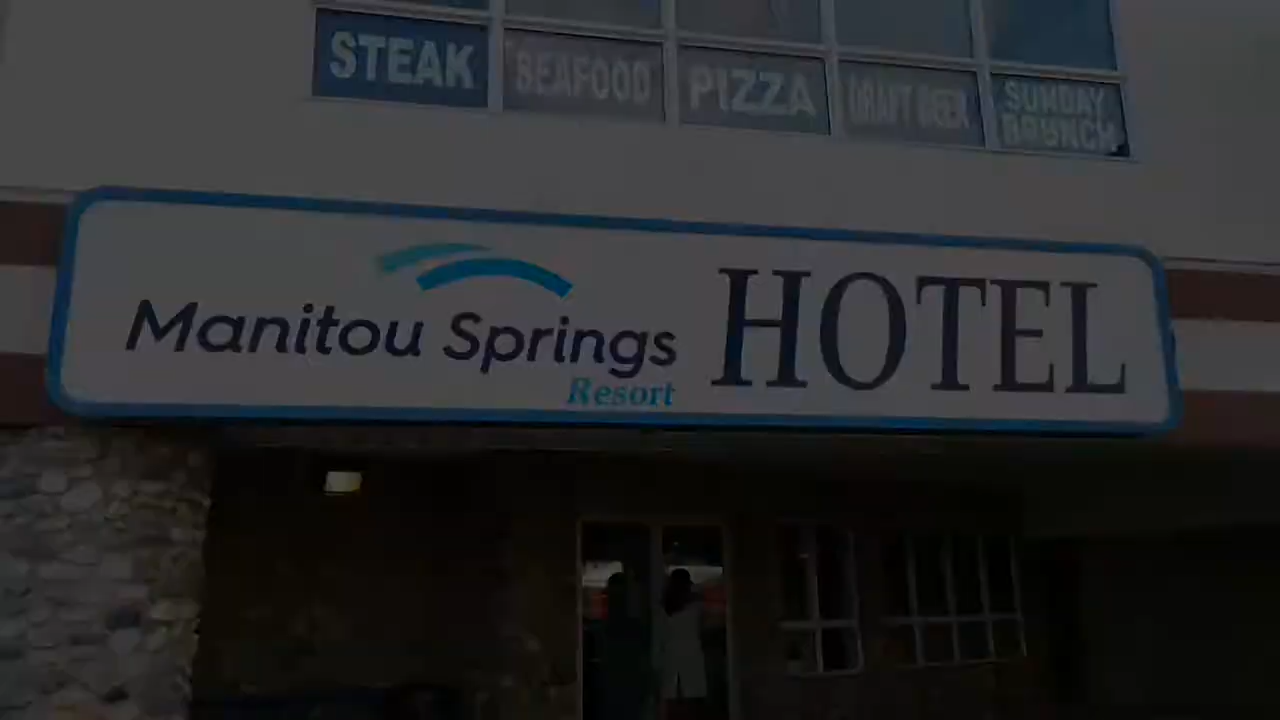 STEAK
SEAFOOD
PIZZA
DRAFT BEER
SUNDAY
BRUNCH
Manitou Springs
Resort
HOTEL